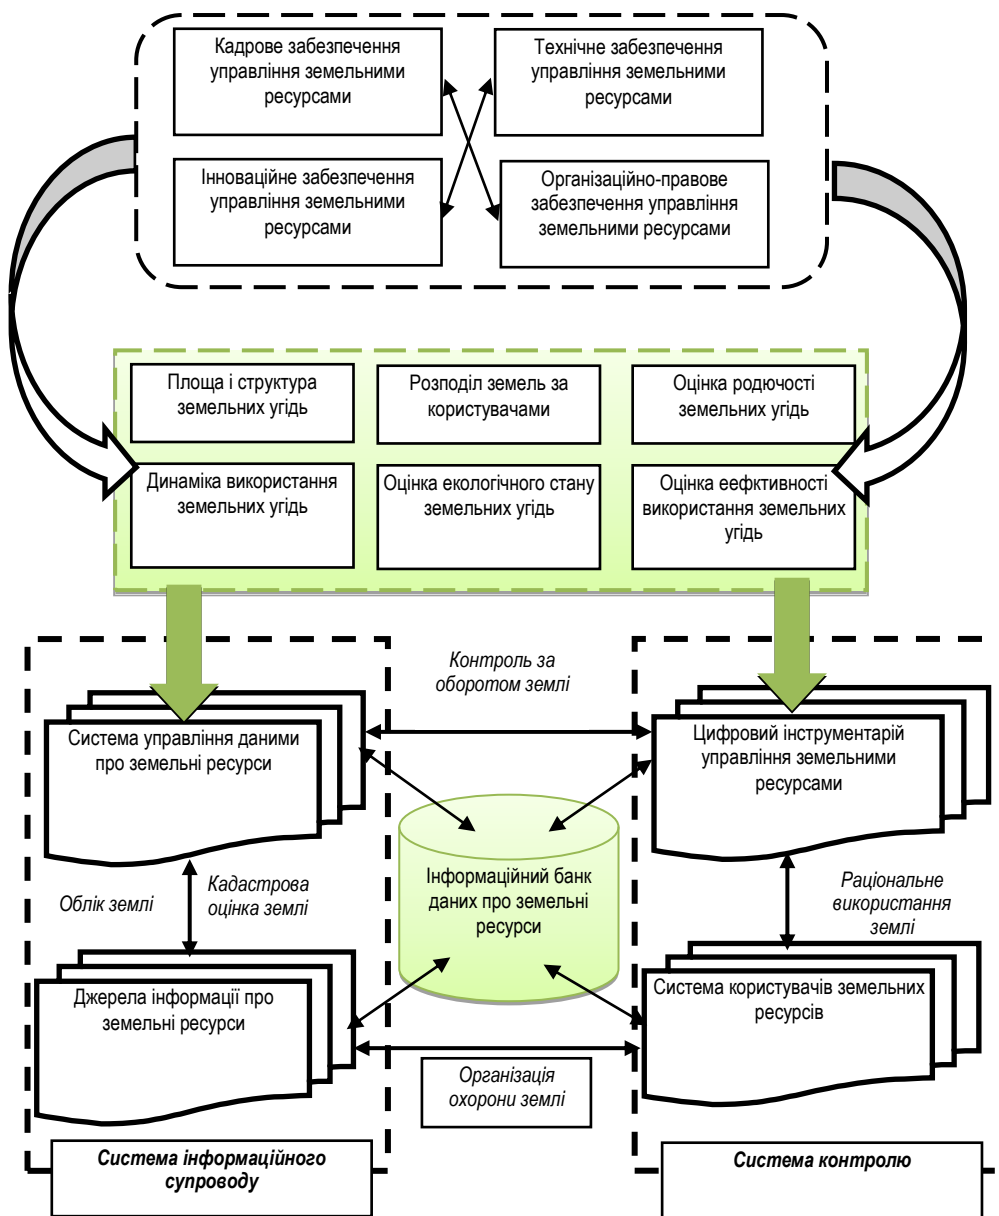 Кадрове забезпечення
управління земельними
ресурсами
Технічне забезпечення
управління земельними
ресурсами
Інноваційне забезпечення
управління земельними
ресурсами
Організаційно-правове
забезпечення управління
земельними ресурсами
Площа і структура
земельних угідь
Розподіл земель за
користувачами
Оцінка родючості
земельних угідь
Динаміка використання
земельних угідь
Оцінка екологічного стану
земельних угідь
Оцінка еефктивності
використання земельних
угідь
Контроль за
оборотом землі
Система управління даними
про земельні ресурси
Цифровий інструментарій
управління земельними
ресурсами
Інформаційний банк
даних про земельні
ресурси
Облік землі
Кадастрова
оцінка землі
Раціональне
використання
землі
Джерела інформації про
земельні ресурси
Система користувачів земельних
ресурсів
Організація
охорони землі
Система інформаційного
супроводу
Система контролю